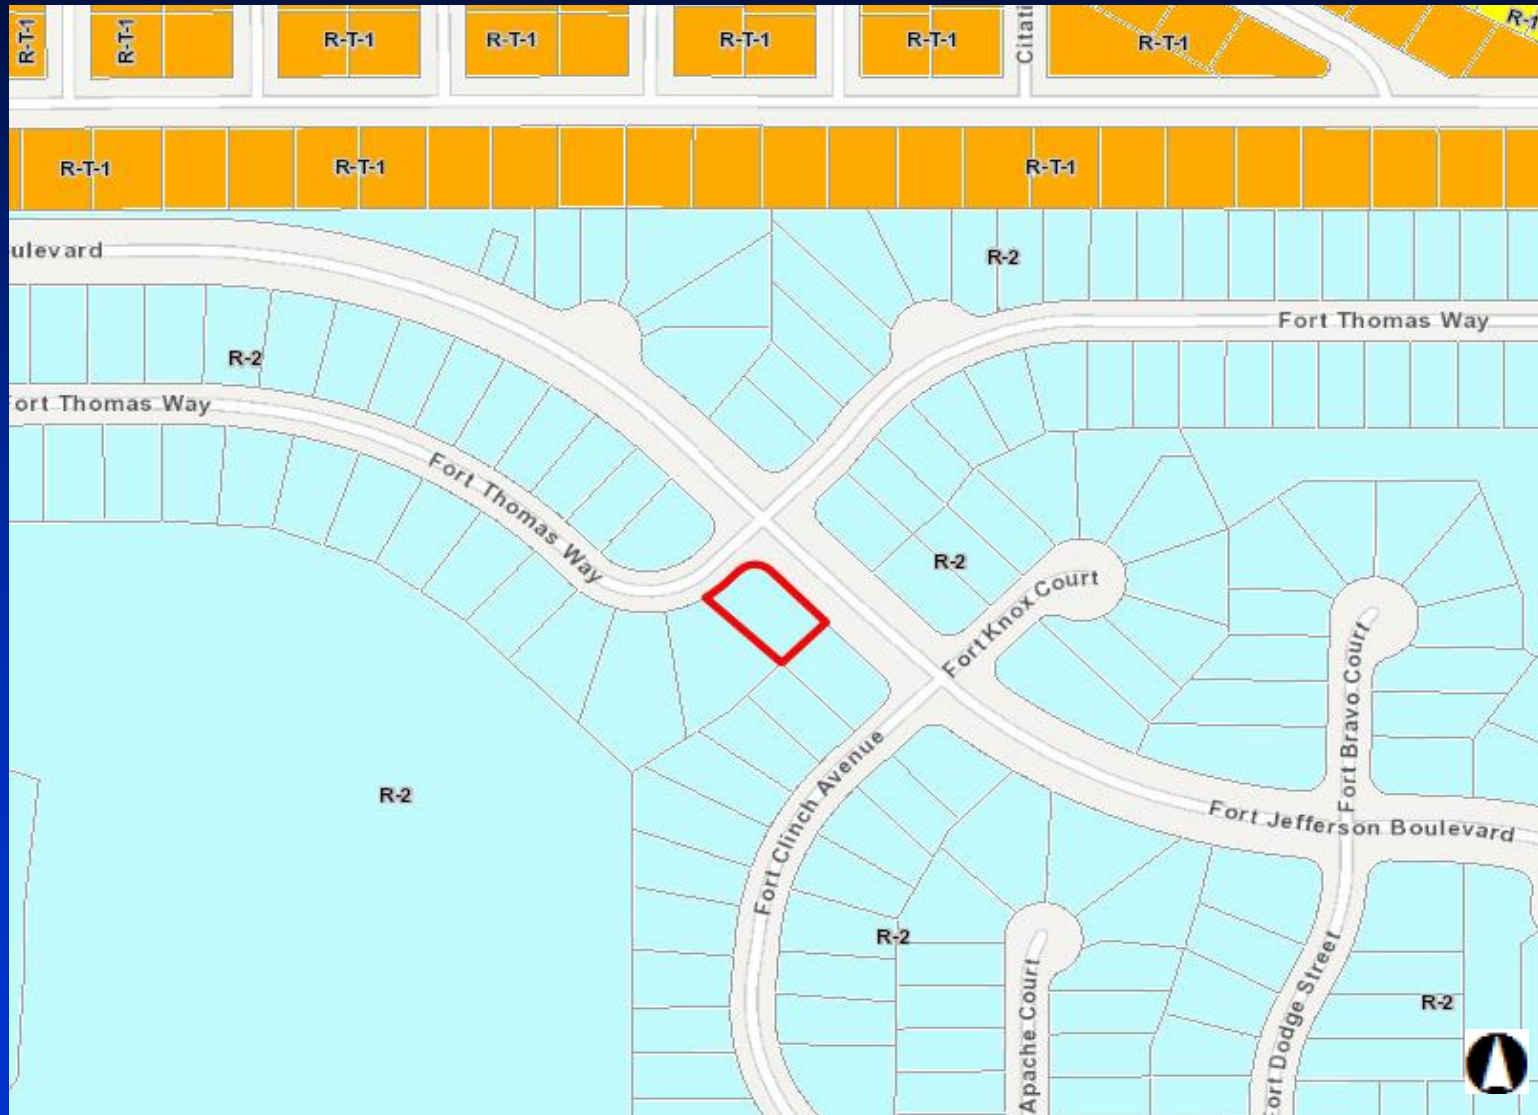 R-T-1
R-T-1
R-T-1
R-T-1
R-T-1
R-T-1
Citati
R-T-1
R-1
R-T-1
R-T-1
R-T-1
ulevard
R-2
Fort Thomas Way
R-2
ort Thomas Way
Fort Thomas Way
R-2
Fort Knox Court
Fort Bravo Court
R-2
Fort Clinch Avenue
Fort Jefferson Boulevard
R-2
Apache Court
Fort Dodge Street
R-2